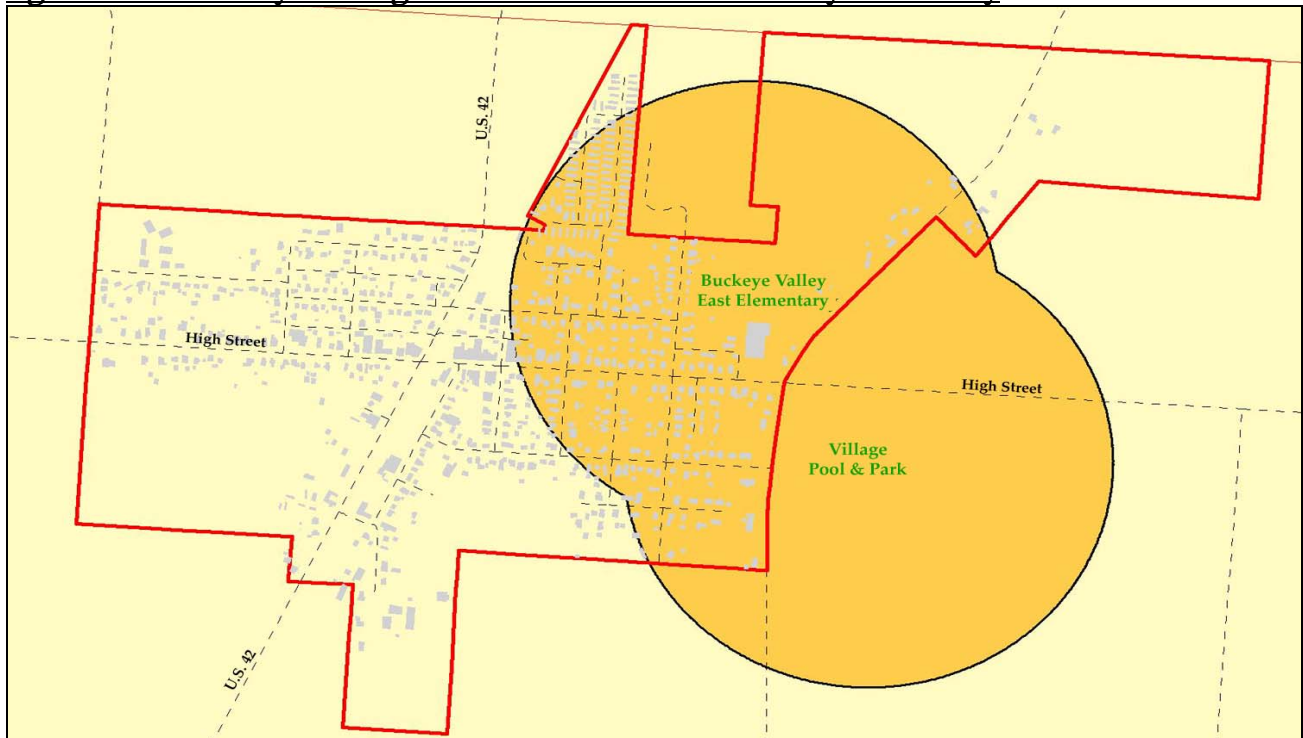 U.S. 42
Buckeye Valley
East Elementary
High Street
High Street
Village
Pool & Park
U.S. 42